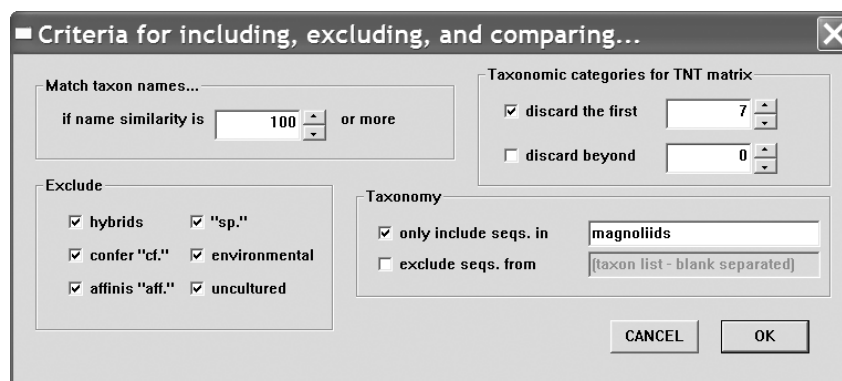 Criteria for including, excluding, and comparing...
Match taxon names...
if name similarity is 100 or more
Taxonomic categories for TNT matrix
discard the first 7
discard beyond 0
Exclude
hybrids "sp."
confer "cf." environmental
affinis "aff." uncultured
Taxonomy
only include seqs. in magnoliids
exclude seqs. from (taxon list - blank separated)
CANCEL OK